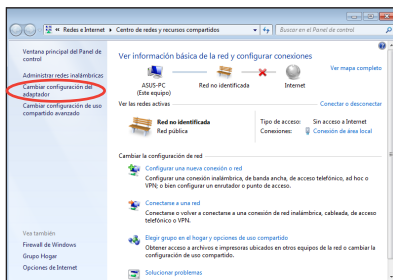 « Redes e Internet ▸ Centro de redes y recursos compartidos
Buscar en el Panel de control
Ventana principal del Panel de
control
Administrar redes inalámbricas
Cambiar configuración del
adaptador
Cambiar configuración de uso
compartido avanzado
Vea también
Firewall de Windows
Grupo Hogar
Opciones de Internet
Ver información básica de la red y configurar conexiones
Ver mapa completo
ASUS-PC
(Este equipo)
Red no identificada
Internet
Ver las redes activas
Conectar o desconectar
Red no identificada
Red pública
Tipo de acceso: Sin acceso a Internet
Conexiones: Conexión de área local
Cambiar la configuración de red
Configurar una nueva conexión o red
Configurar una conexión inalámbrica, de banda ancha, de acceso telefónico, ad hoc o
VPN; o bien configurar un enrutador o punto de acceso.
Conectarse a una red
Conectarse o volver a conectarse a una conexión de red inalámbrica, cableada, de acceso
telefónico o VPN.
Elegir grupo en el hogar y opciones de uso compartido
Obtener acceso a archivos e impresoras ubicados en otros equipos de la red o cambiar la
configuración de uso compartido.
Solucionar problemas